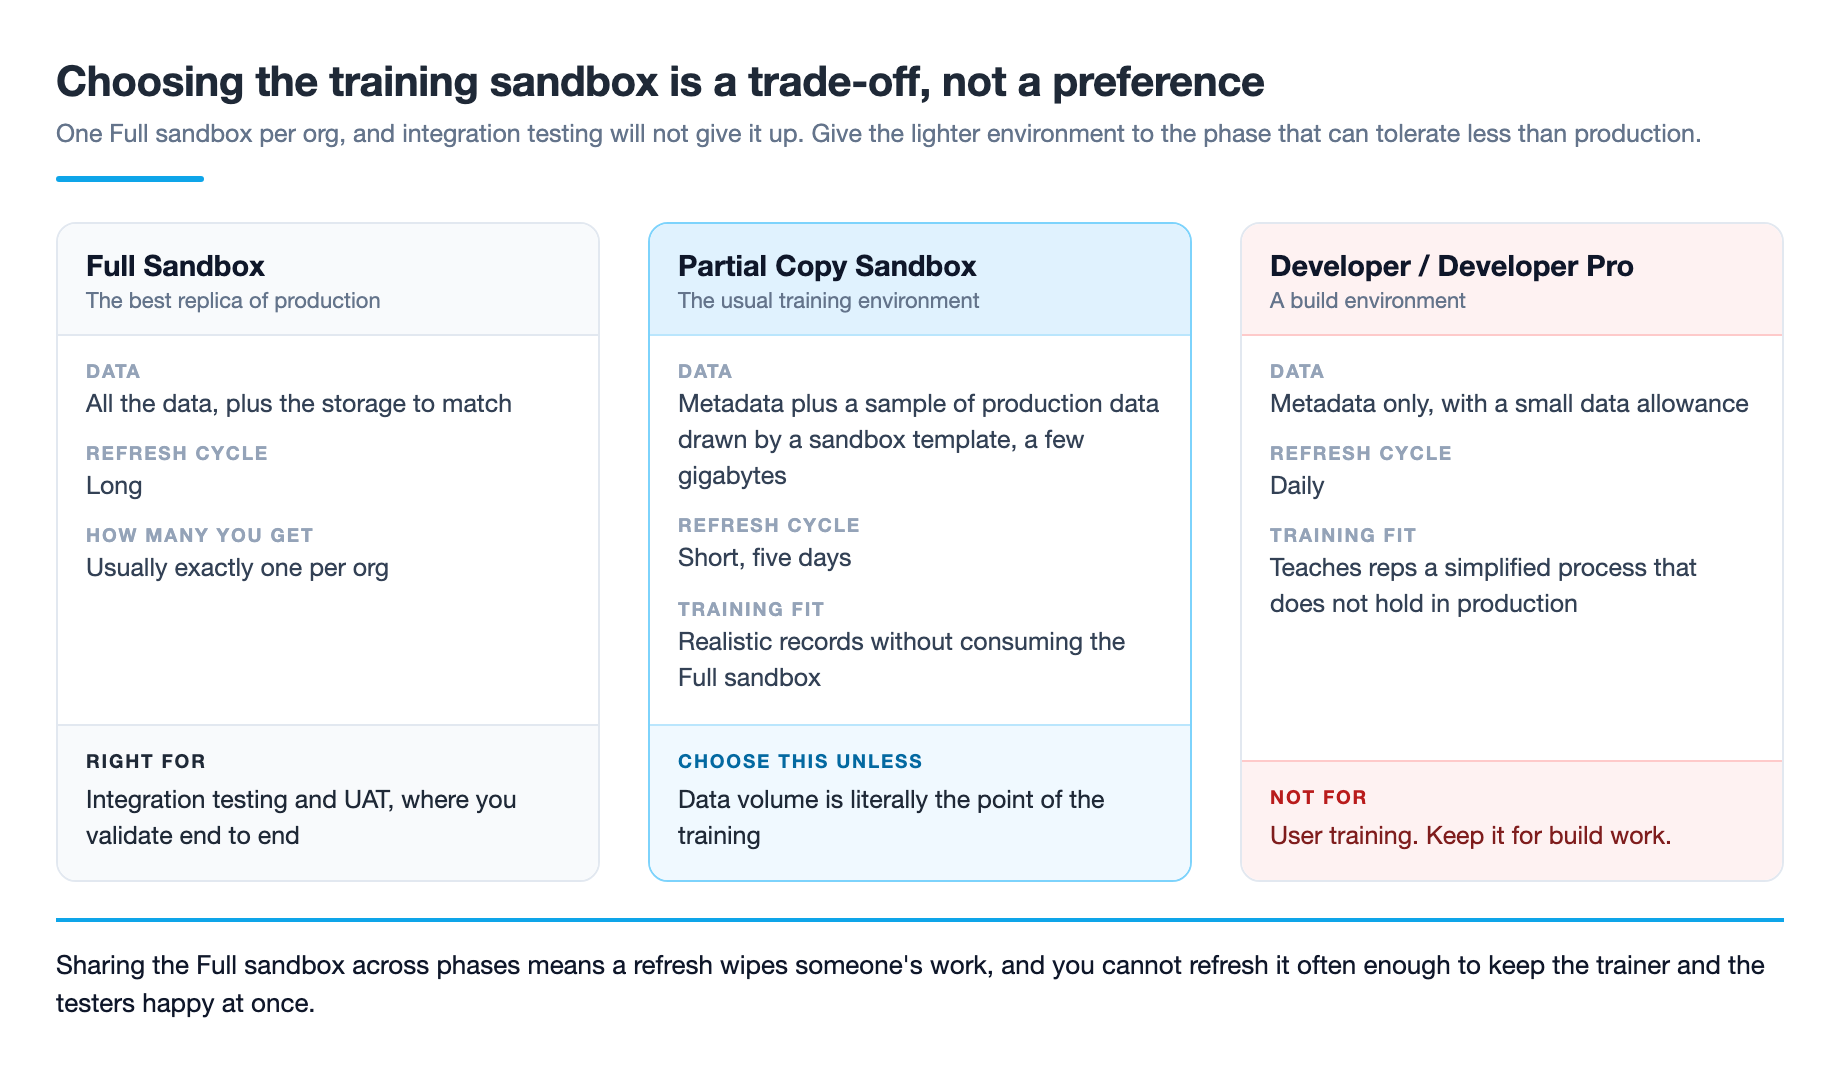 Choosing the training sandbox is a trade-off, not a preference
One Full sandbox per org, and integration testing will not give it up. Give the lighter environment to the phase that can tolerate less than production.
Full Sandbox
The best replica of production
DATA
All the data, plus the storage to match
REFRESH CYCLE
Long
HOW MANY YOU GET
Usually exactly one per org
RIGHT FOR
Integration testing and UAT, where you
validate end to end
Partial Copy Sandbox
The usual training environment
DATA
Metadata plus a sample of production data
drawn by a sandbox template, a few
gigabytes
REFRESH CYCLE
Short, five days
TRAINING FIT
Realistic records without consuming the
Full sandbox
CHOOSE THIS UNLESS
Data volume is literally the point of the
training
Developer / Developer Pro
A build environment
DATA
Metadata only, with a small data allowance
REFRESH CYCLE
Daily
TRAINING FIT
Teaches reps a simplified process that
does not hold in production
NOT FOR
User training. Keep it for build work.
Sharing the Full sandbox across phases means a refresh wipes someone's work, and you cannot refresh it often enough to keep the trainer and the
testers happy at once.